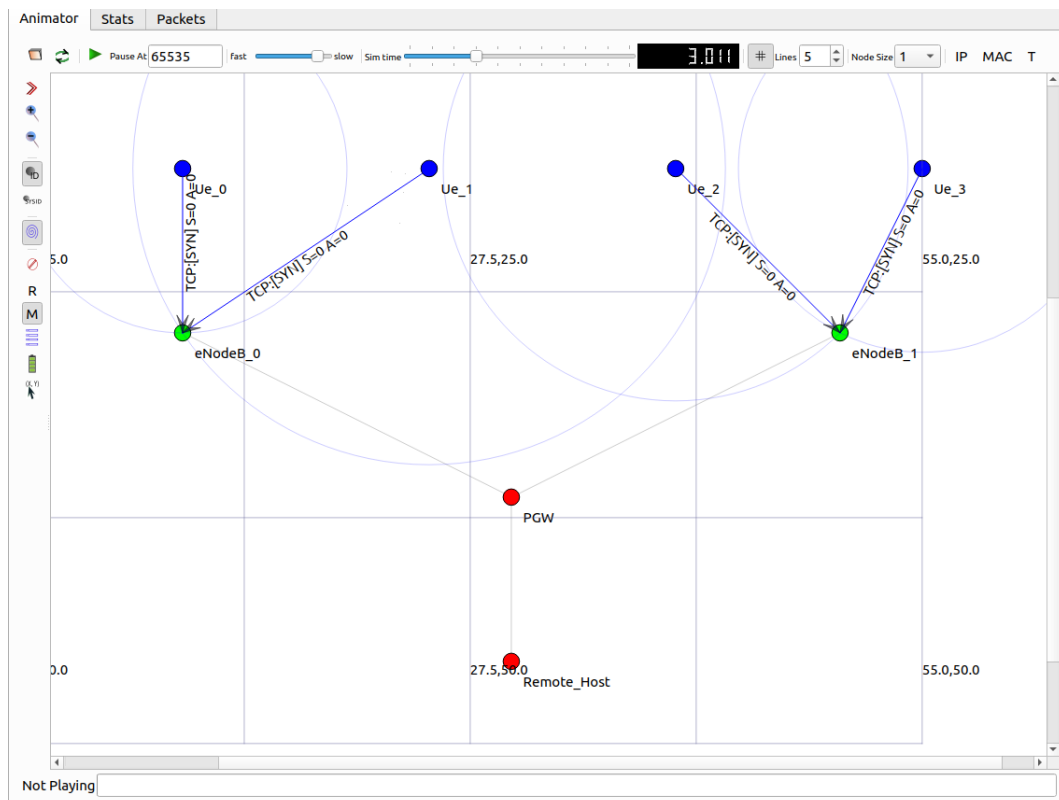 Animator Stats Packets
Pause At 65535 fast slow Sim time 3.011 # Lines 5 Node Size 1 IP MAC T
ID
SYSID
R
M
(X,Y)
Ue_0 Ue_1 Ue_2 Ue_3
TCP:[SYN] S=0 A=0
TCP:[SYN] S=0 A=0
TCP:[SYN] S=0 A=0
TCP:[SYN] S=0 A=0
5.0 27.5,25.0 55.0,25.0
eNodeB_0 eNodeB_1
PGW
0.0 27.5,50.0 55.0,50.0
Remote_Host
Not Playing